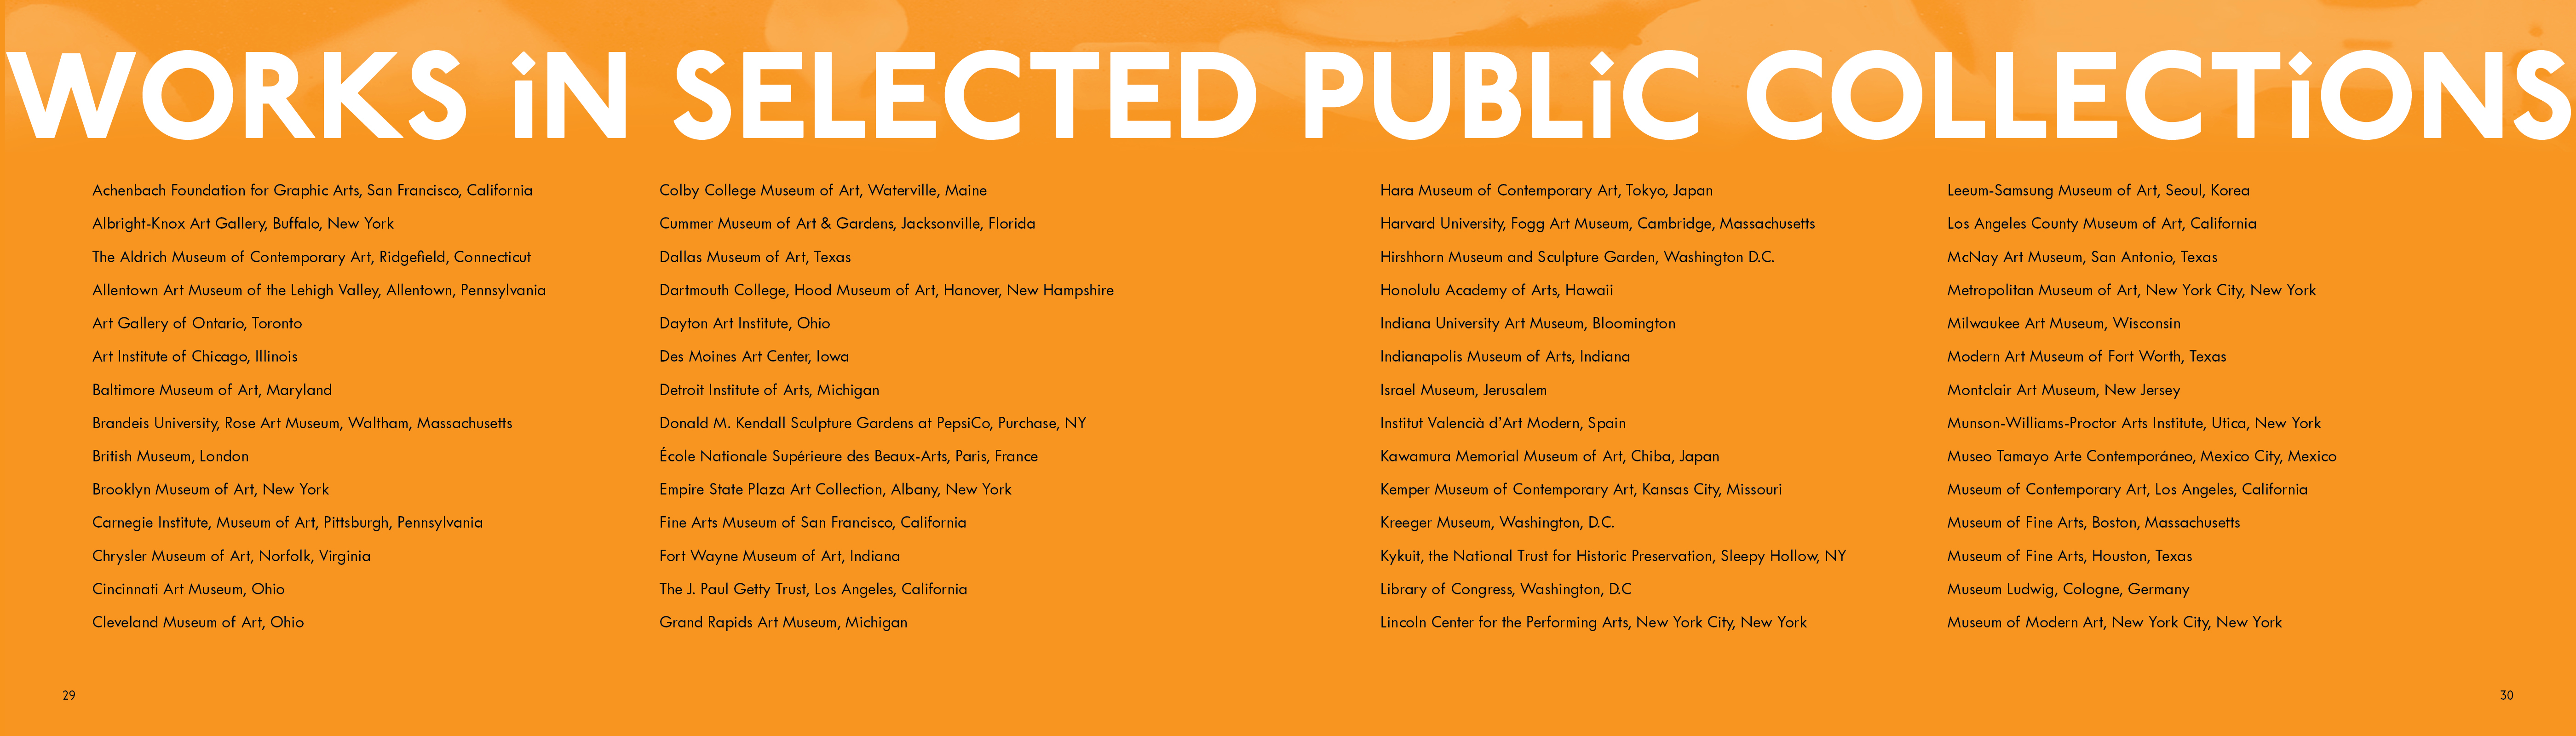 WORKS iN SELECTED PUBLiC COLLECTiONS
Achenbach Foundation for Graphic Arts, San Francisco, California
Albright-Knox Art Gallery, Buffalo, New York
The Aldrich Museum of Contemporary Art, Ridgefield, Connecticut
Allentown Art Museum of the Lehigh Valley, Allentown, Pennsylvania
Art Gallery of Ontario, Toronto
Art Institute of Chicago, Illinois
Baltimore Museum of Art, Maryland
Brandeis University, Rose Art Museum, Waltham, Massachusetts
British Museum, London
Brooklyn Museum of Art, New York
Carnegie Institute, Museum of Art, Pittsburgh, Pennsylvania
Chrysler Museum of Art, Norfolk, Virginia
Cincinnati Art Museum, Ohio
Cleveland Museum of Art, Ohio
Colby College Museum of Art, Waterville, Maine
Cummer Museum of Art & Gardens, Jacksonville, Florida
Dallas Museum of Art, Texas
Dartmouth College, Hood Museum of Art, Hanover, New Hampshire
Dayton Art Institute, Ohio
Des Moines Art Center, Iowa
Detroit Institute of Arts, Michigan
Donald M. Kendall Sculpture Gardens at PepsiCo, Purchase, NY
École Nationale Supérieure des Beaux-Arts, Paris, France
Empire State Plaza Art Collection, Albany, New York
Fine Arts Museum of San Francisco, California
Fort Wayne Museum of Art, Indiana
The J. Paul Getty Trust, Los Angeles, California
Grand Rapids Art Museum, Michigan
Hara Museum of Contemporary Art, Tokyo, Japan
Harvard University, Fogg Art Museum, Cambridge, Massachusetts
Hirshhorn Museum and Sculpture Garden, Washington D.C.
Honolulu Academy of Arts, Hawaii
Indiana University Art Museum, Bloomington
Indianapolis Museum of Arts, Indiana
Israel Museum, Jerusalem
Institut Valencià d'Art Modern, Spain
Kawamura Memorial Museum of Art, Chiba, Japan
Kemper Museum of Contemporary Art, Kansas City, Missouri
Kreeger Museum, Washington, D.C.
Kykuit, the National Trust for Historic Preservation, Sleepy Hollow, NY
Library of Congress, Washington, D.C
Lincoln Center for the Performing Arts, New York City, New York
Leeum-Samsung Museum of Art, Seoul, Korea
Los Angeles County Museum of Art, California
McNay Art Museum, San Antonio, Texas
Metropolitan Museum of Art, New York City, New York
Milwaukee Art Museum, Wisconsin
Modern Art Museum of Fort Worth, Texas
Montclair Art Museum, New Jersey
Munson-Williams-Proctor Arts Institute, Utica, New York
Museo Tamayo Arte Contemporáneo, Mexico City, Mexico
Museum of Contemporary Art, Los Angeles, California
Museum of Fine Arts, Boston, Massachusetts
Museum of Fine Arts, Houston, Texas
Museum Ludwig, Cologne, Germany
Museum of Modern Art, New York City, New York
29
30